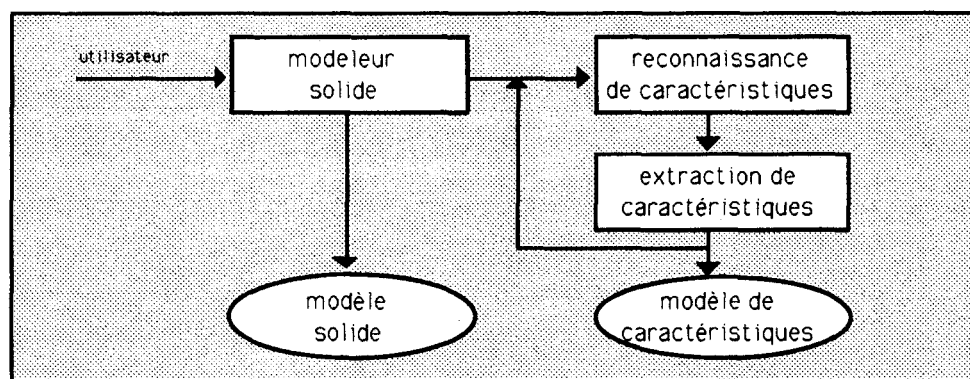 utilisateur
modeleur
solide
reconnaissance
de caractéristiques
extraction de
caractéristiques
modèle
solide
modèle de
caractéristiques